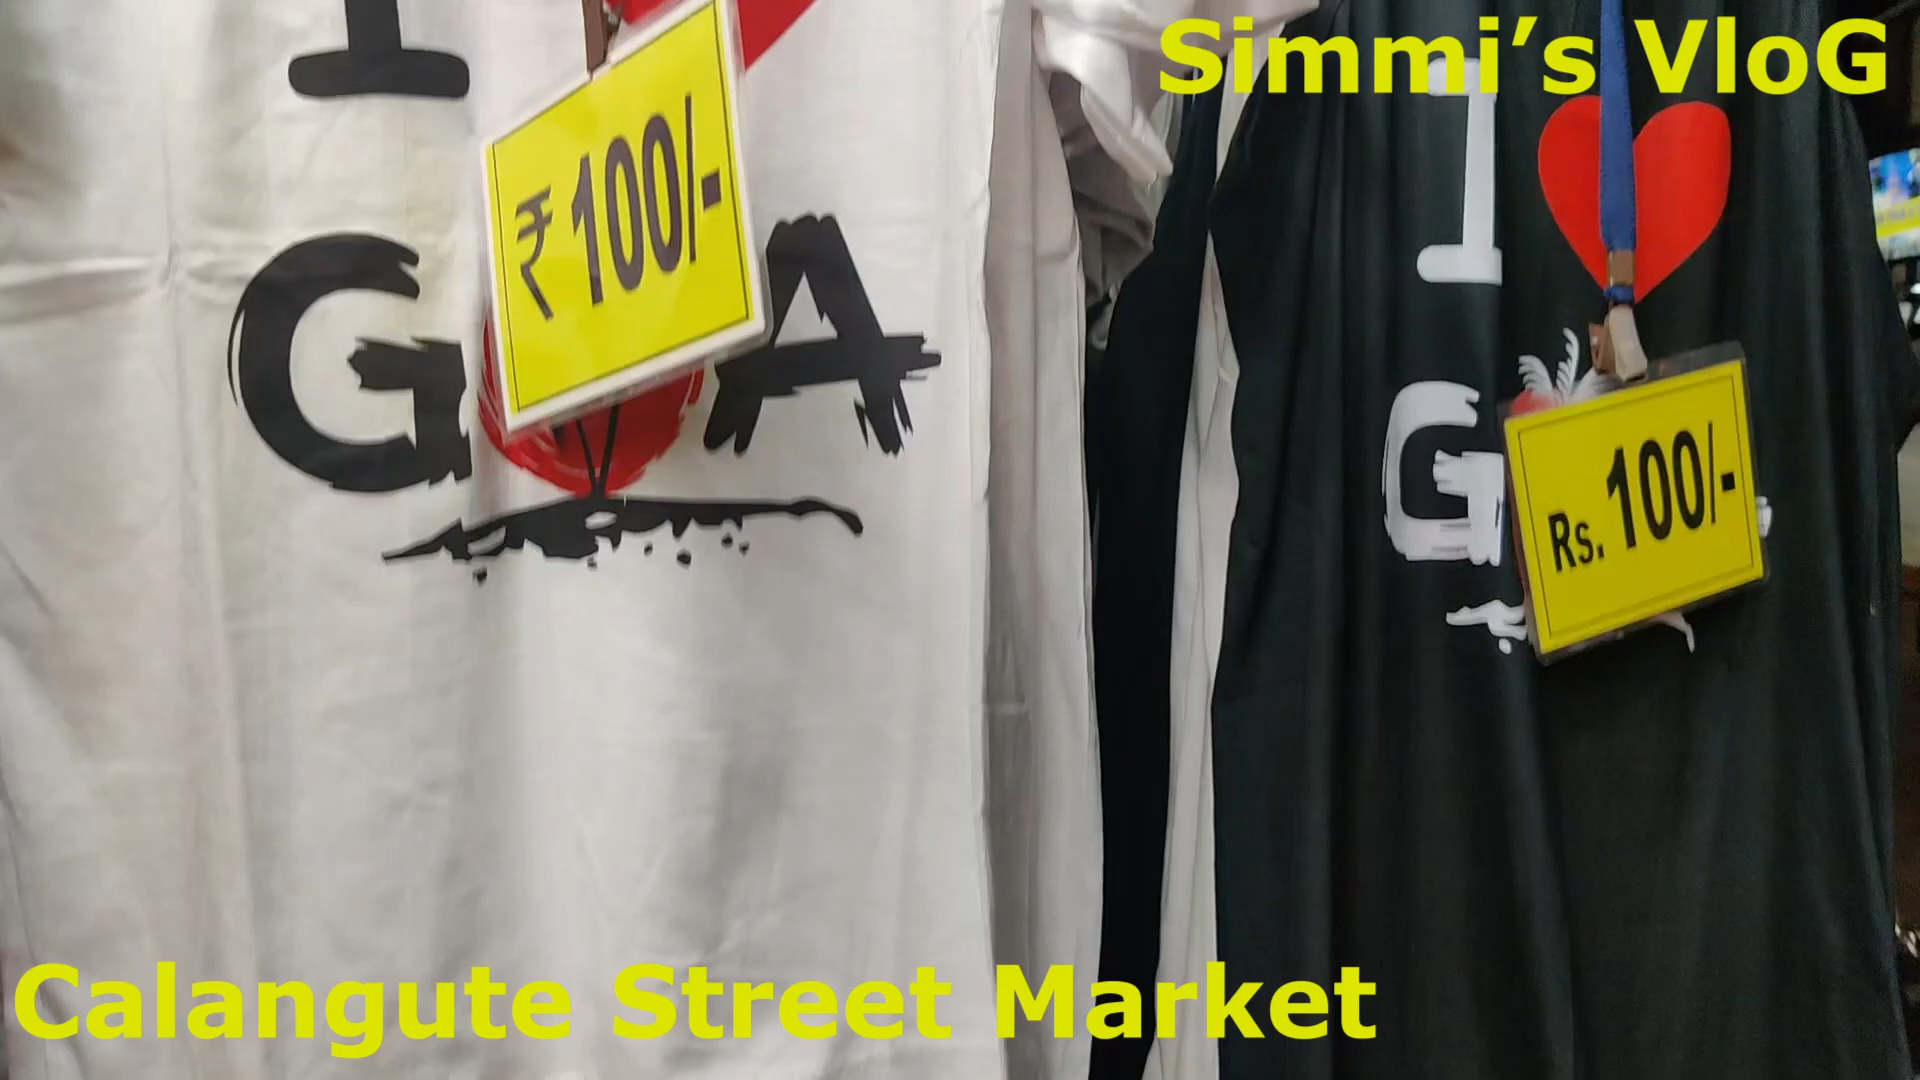 Simmi's VloG
I
₹100/-
G A
I
G
Rs. 100/-
Calangute Street Market